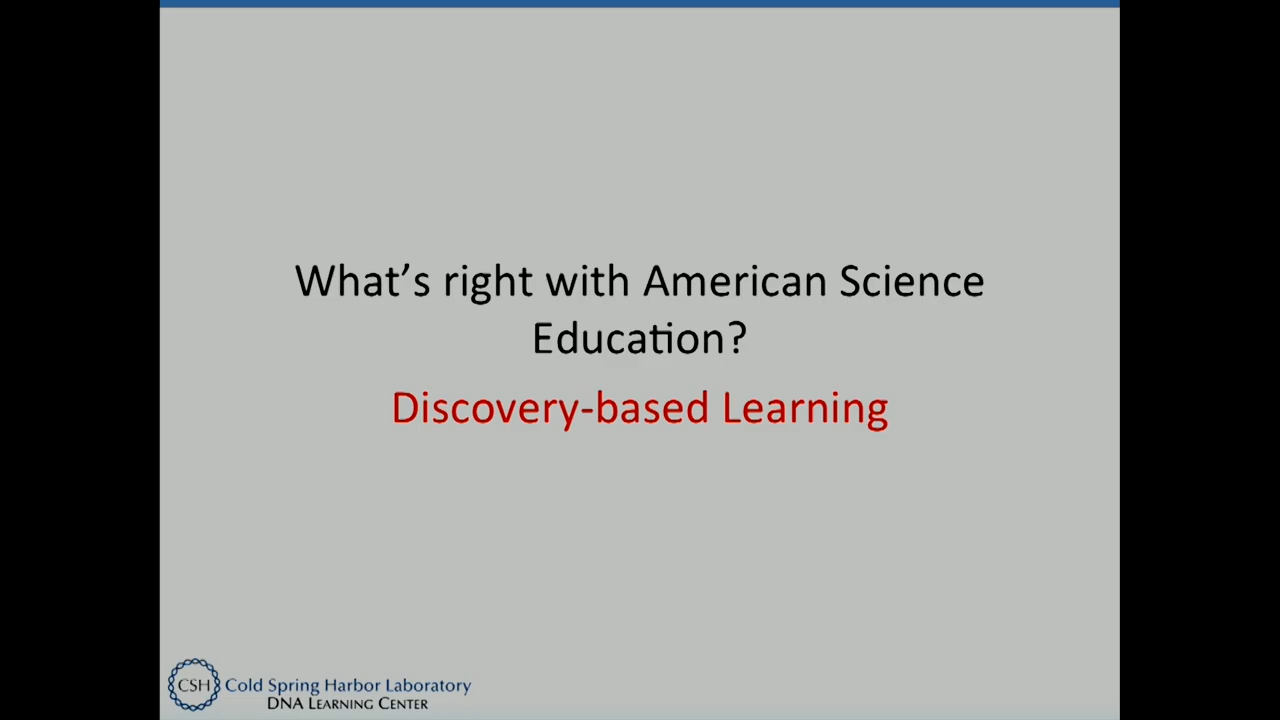 What's right with American Science
Education?
Discovery-based Learning
CSH Cold Spring Harbor Laboratory
DNA LEARNING CENTER